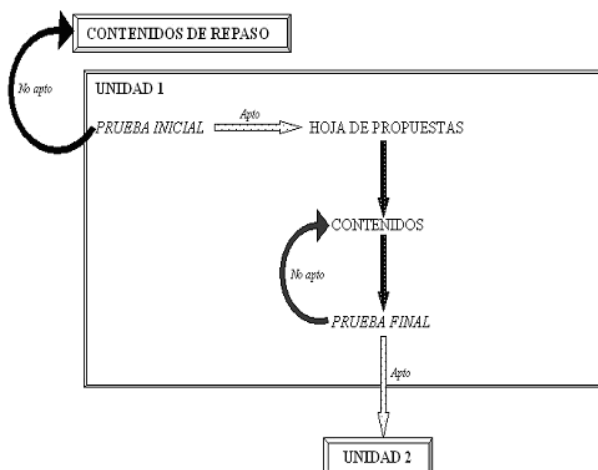 CONTENIDOS DE REPASO
No apto
UNIDAD 1
Apto
PRUEBA INICIAL
HOJA DE PROPUESTAS
CONTENIDOS
No apto
PRUEBA FINAL
Apto
UNIDAD 2